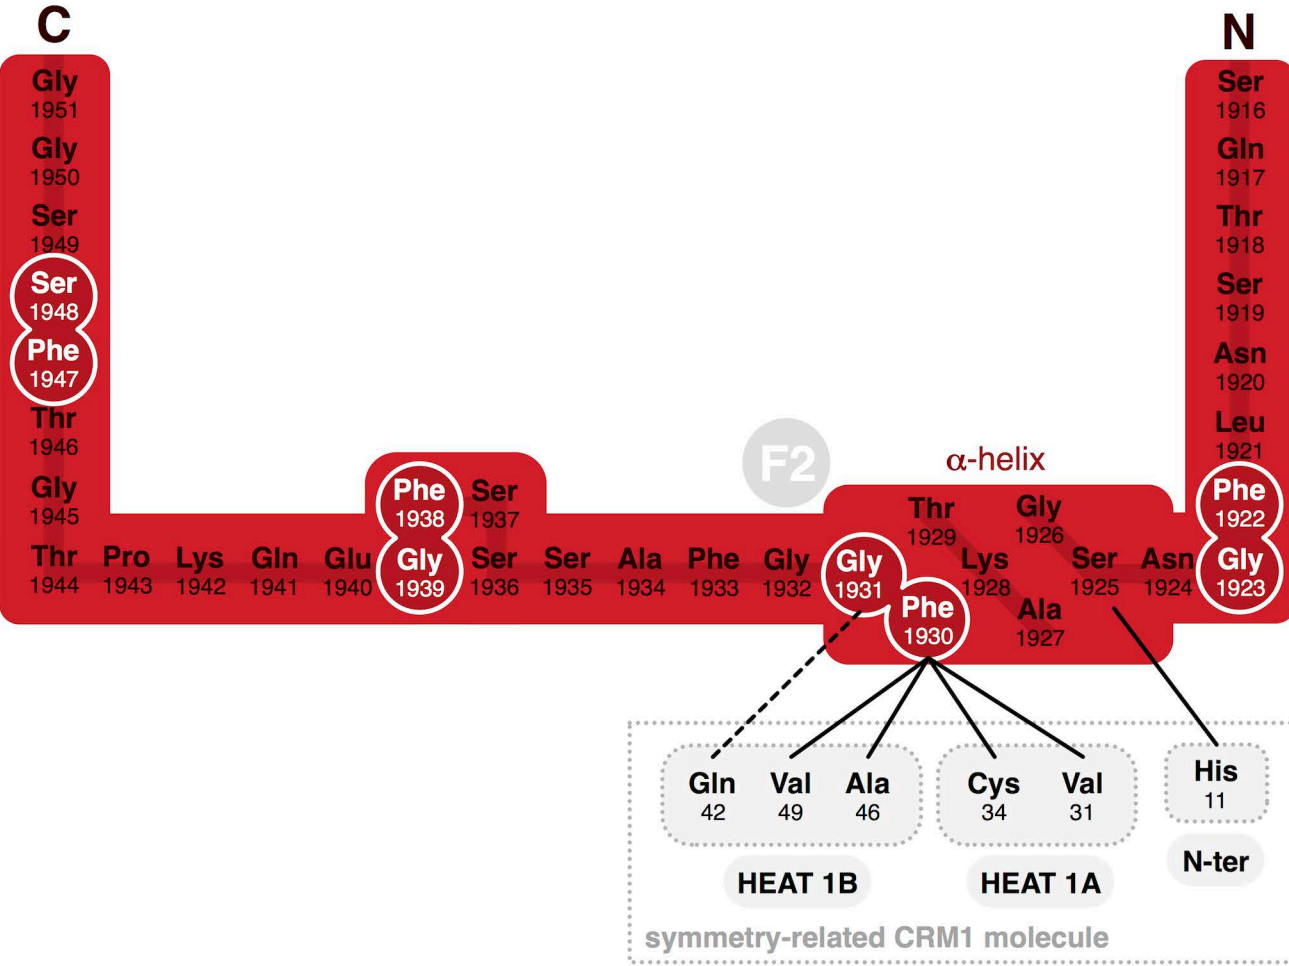 C
N
Gly
1951
Gly
1950
Ser
1949
Ser
1948
Phe
1947
Thr
1946
Gly
1945
Thr
1944
Pro
1943
Lys
1942
Gln
1941
Glu
1940
Gly
1939
Phe
1938
Ser
1937
Ser
1936
Ser
1935
Ala
1934
Phe
1933
Gly
1932
F2
α-helix
Gly
1931
Phe
1930
Thr
1929
Lys
1928
Ala
1927
Gly
1926
Ser
1925
Asn
1924
Gly
1923
Phe
1922
Leu
1921
Asn
1920
Ser
1919
Thr
1918
Gln
1917
Ser
1916
Gln
42
Val
49
Ala
46
Cys
34
Val
31
His
11
HEAT 1B
HEAT 1A
N-ter
symmetry-related CRM1 molecule